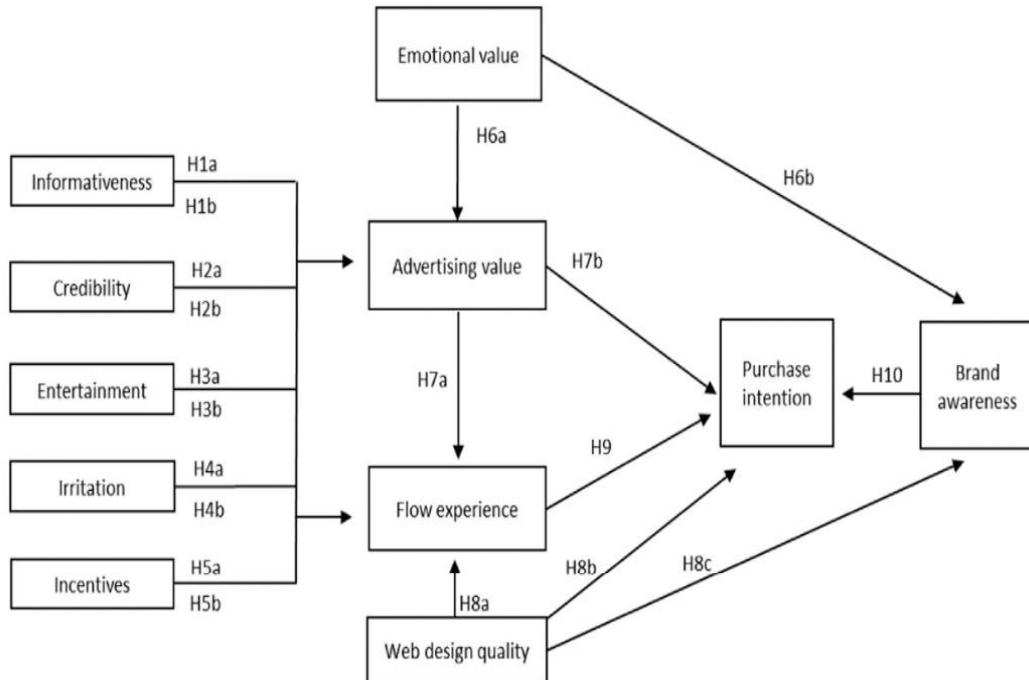 Emotional value
H6a
H6b
Informativeness
H1a
H1b
Credibility
H2a
H2b
Entertainment
H3a
H3b
Irritation
H4a
H4b
Incentives
H5a
H5b
Advertising value
H7b
H7a
Flow experience
H9
H8a
Web design quality
H8b
H8c
Purchase
intention
H10
Brand
awareness